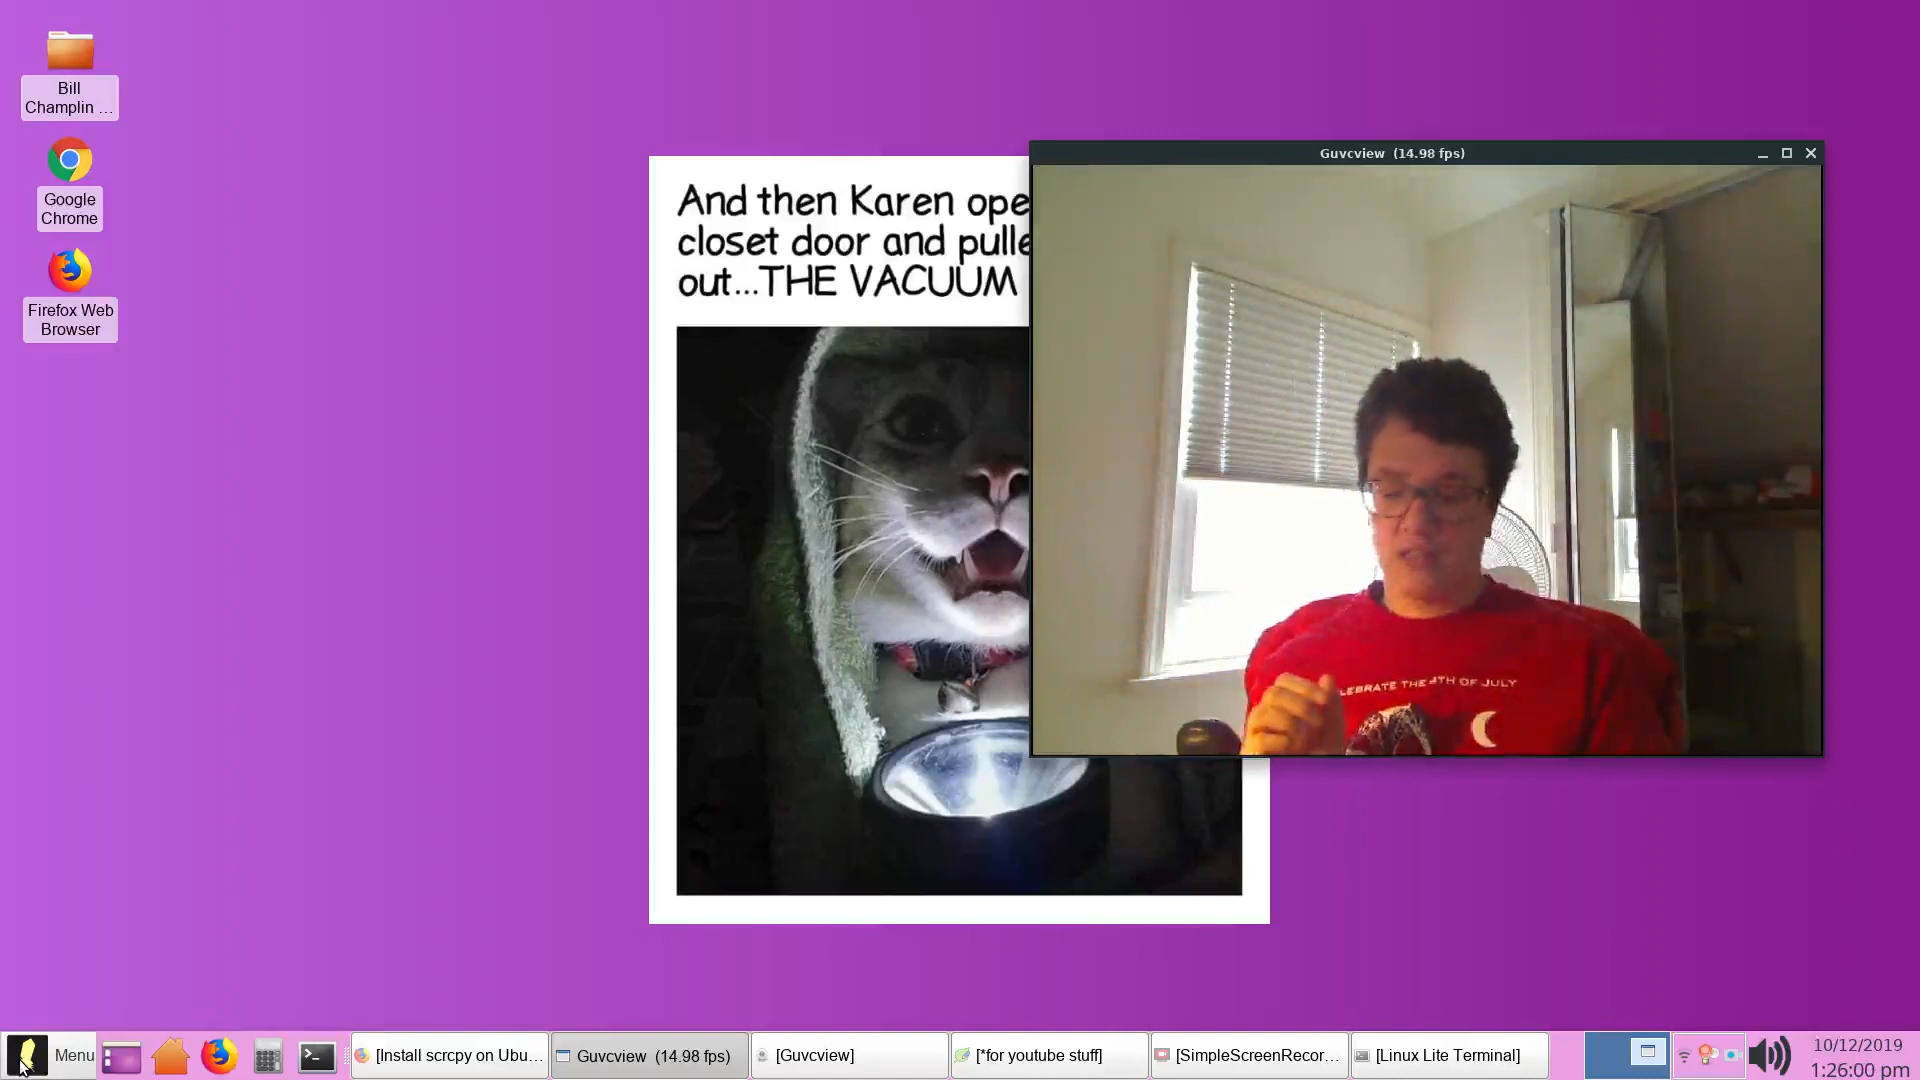 Bill
Champlin ...
Google
Chrome
Firefox Web
Browser
And then Karen ope
closet door and pulle
out...THE VACUUM
Guvcview (14.98 fps)
LEBRATE THE 4TH OF JULY
Menu
[Install scrcpy on Ubu...
Guvcview (14.98 fps)
[Guvcview]
[*for youtube stuff]
[SimpleScreenRecor...
[Linux Lite Terminal]
10/12/2019
1:26:00 pm